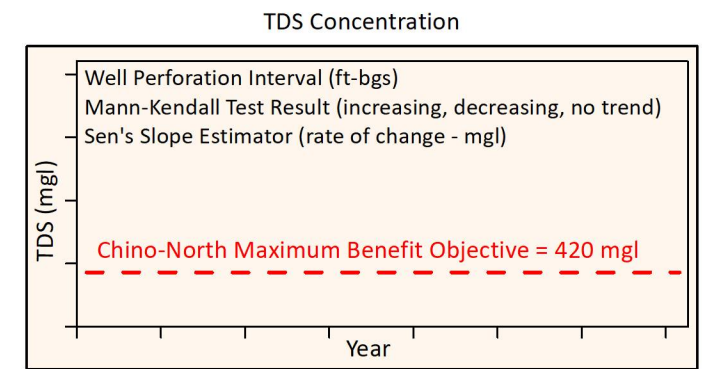 TDS Concentration
Well Perforation Interval (ft-bgs)
Mann-Kendall Test Result (increasing, decreasing, no trend)
Sen's Slope Estimator (rate of change - mgl)
TDS (mgl)
Chino-North Maximum Benefit Objective = 420 mgl
Year